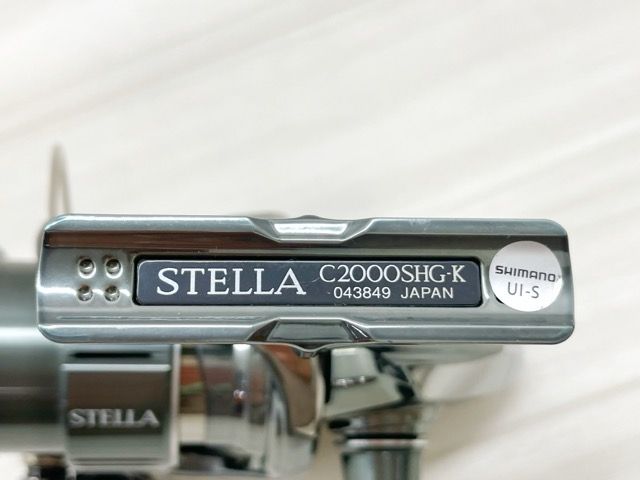 STELLA C2000SHG-K
043849 JAPAN
SHIMANO
UI-S
STELLA